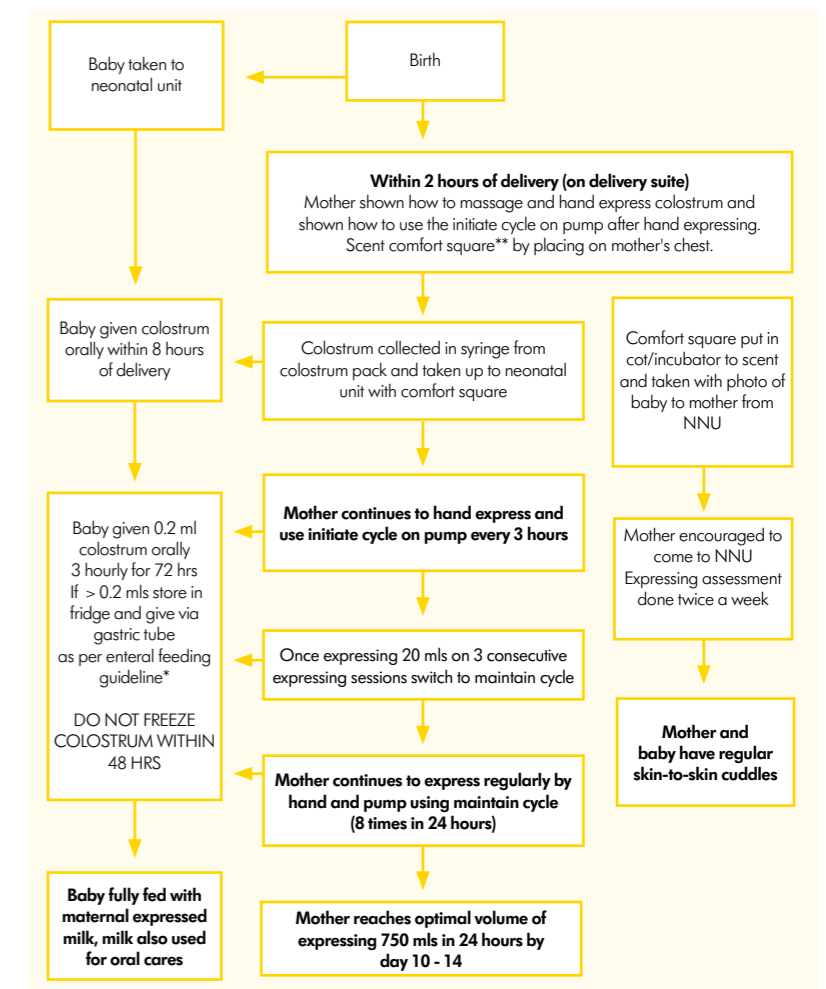 Baby taken to
neonatal unit
Birth
Within 2 hours of delivery (on delivery suite)
Mother shown how to massage and hand express colostrum and
shown how to use the initiate cycle on pump after hand expressing.
Scent comfort square** by placing on mother's chest.
Baby given colostrum
orally within 8 hours
of delivery
Colostrum collected in syringe from
colostrum pack and taken up to neonatal
unit with comfort square
Comfort square put in
cot/incubator to scent
and taken with photo of
baby to mother from
NNU
Baby given 0.2 ml
colostrum orally
3 hourly for 72 hrs
If > 0.2 mls store in
fridge and give via
gastric tube
as per enteral feeding
guideline*
DO NOT FREEZE
COLOSTRUM WITHIN
48 HRS
Mother continues to hand express and
use initiate cycle on pump every 3 hours
Mother encouraged to
come to NNU
Expressing assessment
done twice a week
Once expressing 20 mls on 3 consecutive
expressing sessions switch to maintain cycle
Mother and
baby have regular
skin-to-skin cuddles
Mother continues to express regularly by
hand and pump using maintain cycle
(8 times in 24 hours)
Baby fully fed with
maternal expressed
milk, milk also used
for oral cares
Mother reaches optimal volume of
expressing 750 mls in 24 hours by
day 10 - 14